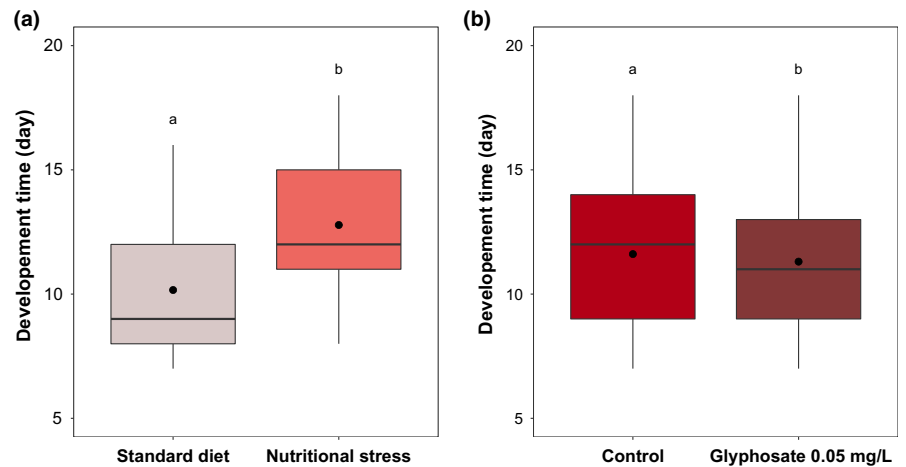 (a)
Developement time (day)
20
15
10
5
a
b
Standard diet
Nutritional stress
(b)
Developement time (day)
20
15
10
5
a
b
Control
Glyphosate 0.05 mg/L